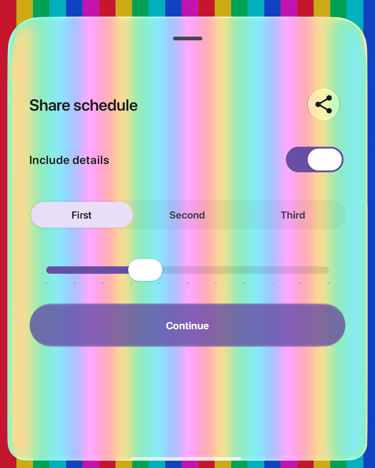 Share schedule
Include details
First Second Third
Continue